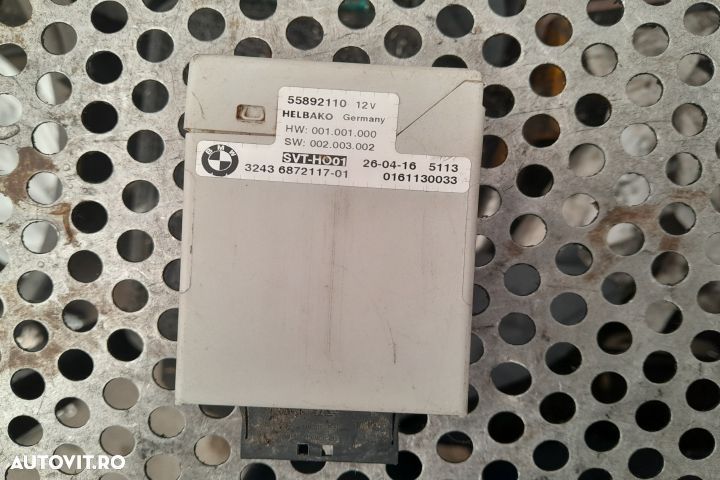 55892110 12V
HELBAKO Germany
HW: 001.001.000
SW: 002.003.002
BMW
SVT-HO01 26-04-16 5113
3243 6872117-01 0161130033
AUTOVIT.RO